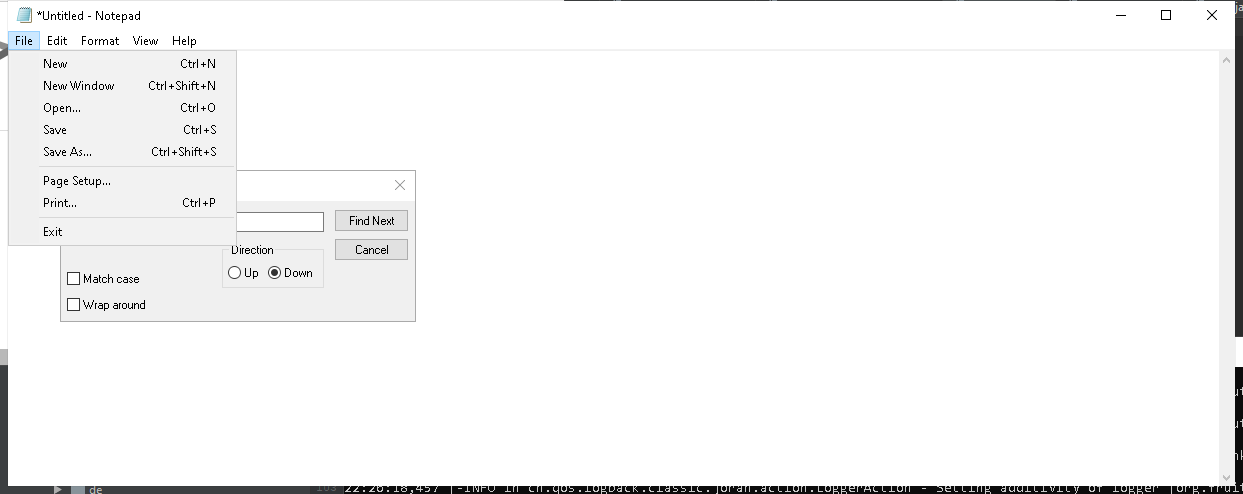 *Untitled - Notepad
File Edit Format View Help
New Ctrl+N
New Window Ctrl+Shift+N
Open... Ctrl+O
Save Ctrl+S
Save As... Ctrl+Shift+S
Page Setup...
Print... Ctrl+P
Exit
Find Next
Cancel
Direction
Up Down
Match case
Wrap around
de
103 22:26:18,457 |-INFO in ch.qos.logback.classic.joran.action.LoggerAction - Setting additivity of logger